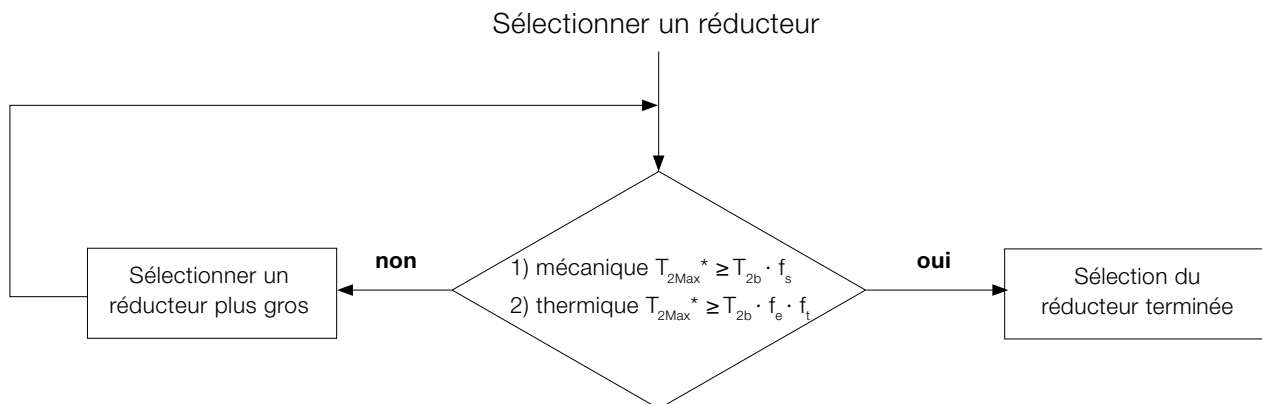 Sélectionner un réducteur
non
1) mécanique T₂Max* ≥ T₂b · fₛ
oui
2) thermique T₂Max* ≥ T₂b · fₑ · fₜ
Sélectionner un
réducteur plus gros
Sélection du
réducteur terminée